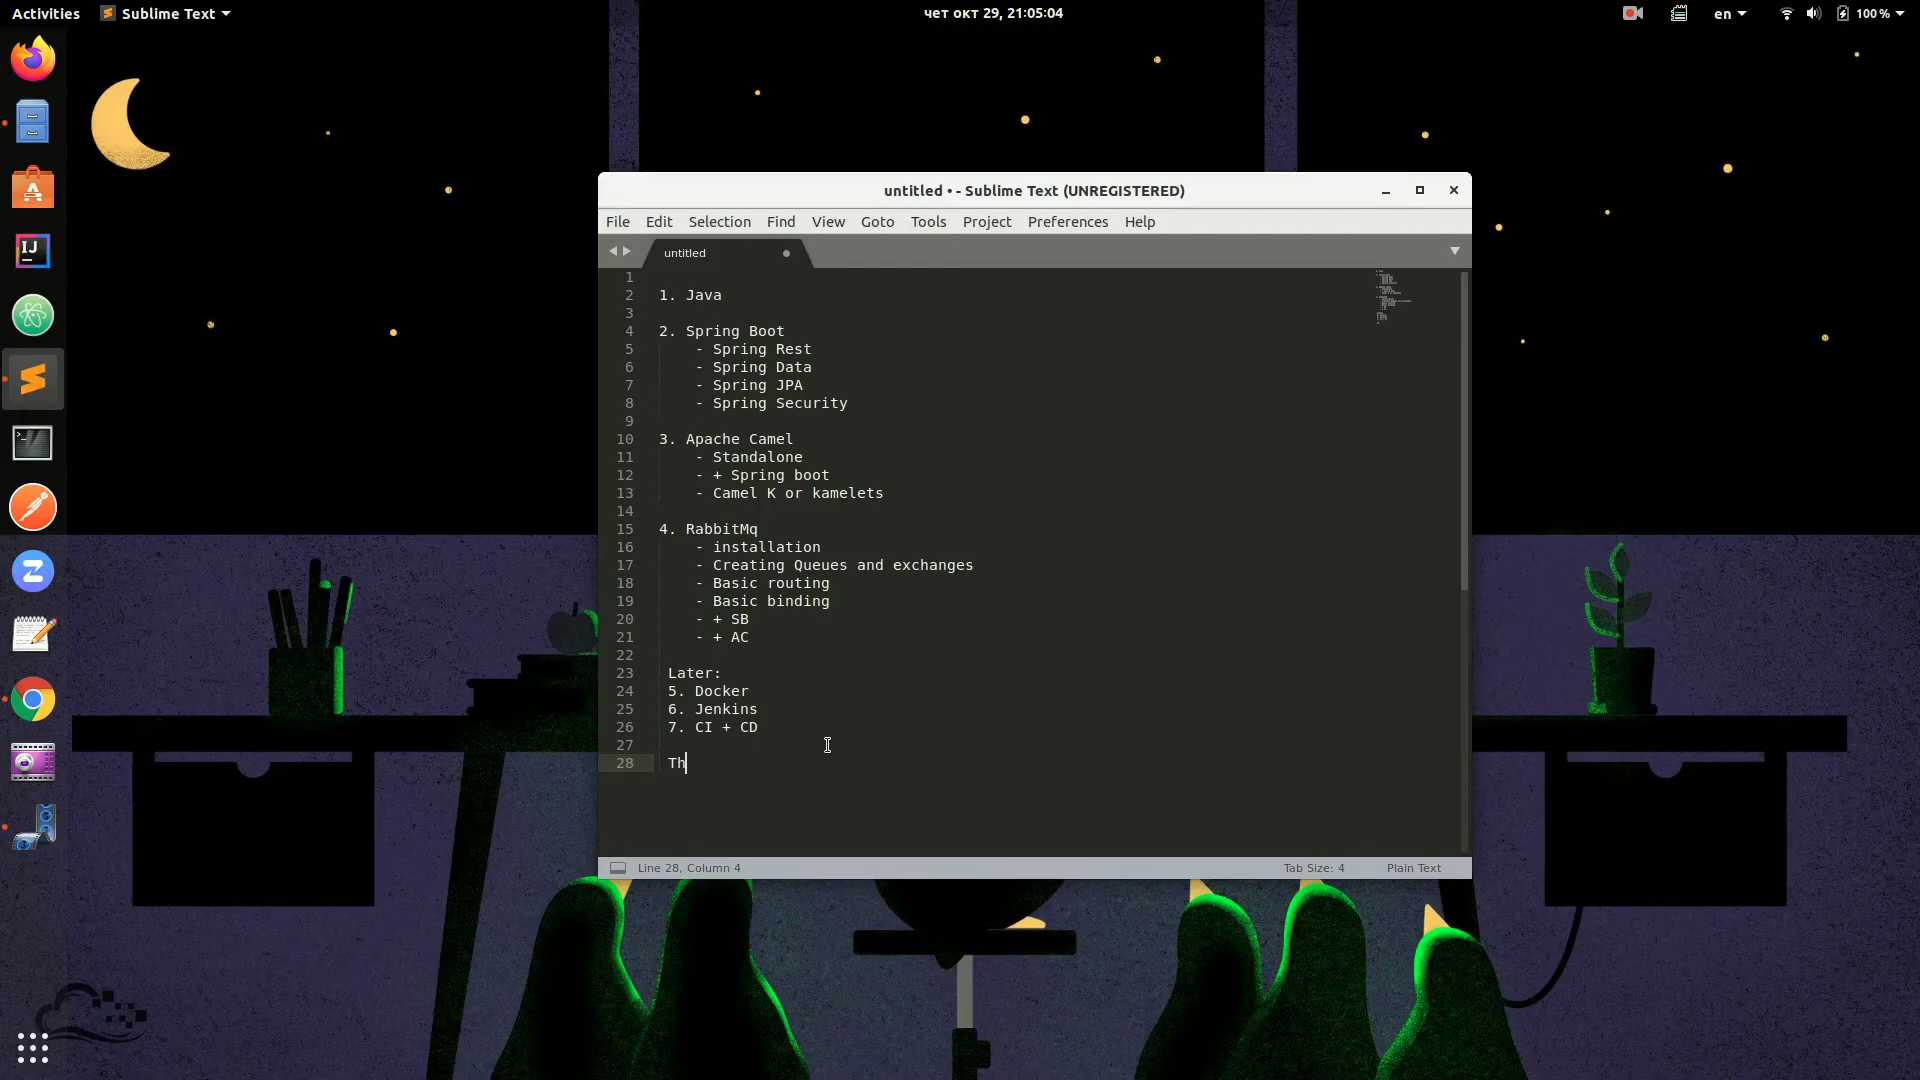 Activities Sublime Text чет окт 29, 21:05:04 en 100 %
untitled • - Sublime Text (UNREGISTERED)
File Edit Selection Find View Goto Tools Project Preferences Help
untitled
1
2 1. Java
3
4 2. Spring Boot
5 - Spring Rest
6 - Spring Data
7 - Spring JPA
8 - Spring Security
9
10 3. Apache Camel
11 - Standalone
12 - + Spring boot
13 - Camel K or kamelets
14
15 4. RabbitMq
16 - installation
17 - Creating Queues and exchanges
18 - Basic routing
19 - Basic binding
20 - + SB
21 - + AC
22
23 Later:
24 5. Docker
25 6. Jenkins
26 7. CI + CD
27
28 Th
Line 28, Column 4 Tab Size: 4 Plain Text